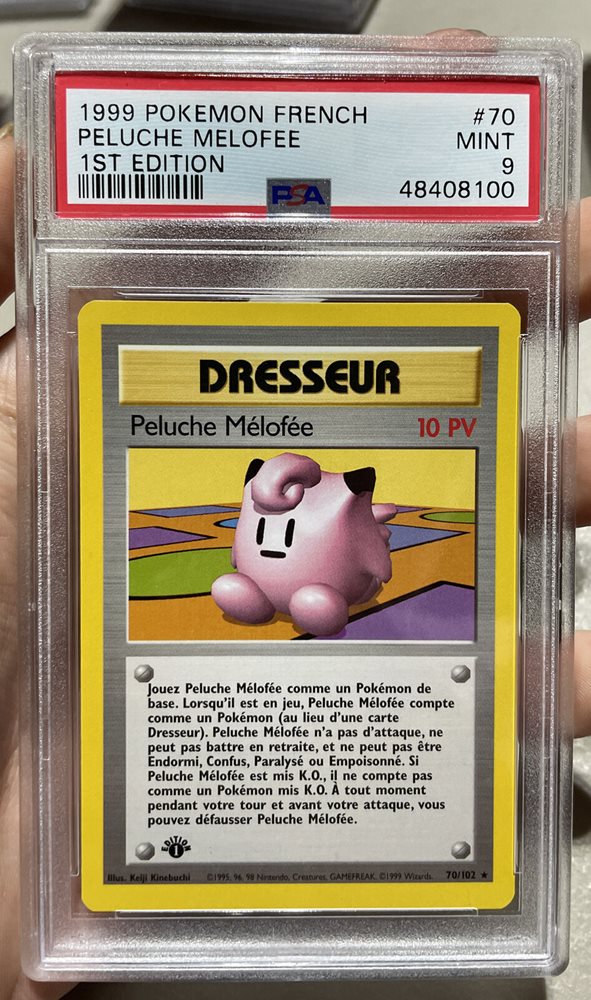 1999 POKEMON FRENCH #70
PELUCHE MELOFEE MINT
1ST EDITION 9
PSA 48408100
DRESSEUR
Peluche Mélofée 10 PV
Jouez Peluche Mélofée comme un Pokémon de
base. Lorsqu'il est en jeu, Peluche Mélofée compte
comme un Pokémon (au lieu d'une carte
Dresseur). Peluche Mélofée n'a pas d'attaque, ne
peut pas battre en retraite, et ne peut pas être
Endormi, Confus, Paralysé ou Empoisonné. Si
Peluche Mélofée est mis K.O., il ne compte pas
comme un Pokémon mis K.O. À tout moment
pendant votre tour et avant votre attaque, vous
pouvez défausser Peluche Mélofée.
EDITION 1
Illus. Keiji Kinebuchi ©1995, 96, 98 Nintendo, Creatures, GAMEFREAK. ©1999 Wizards. 70/102 ★